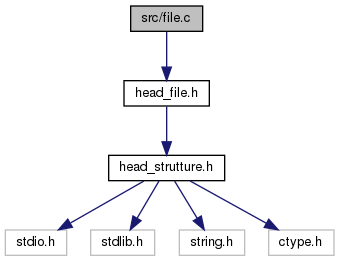 src/file.c
head_file.h
head_strutture.h
stdio.h
stdlib.h
string.h
ctype.h